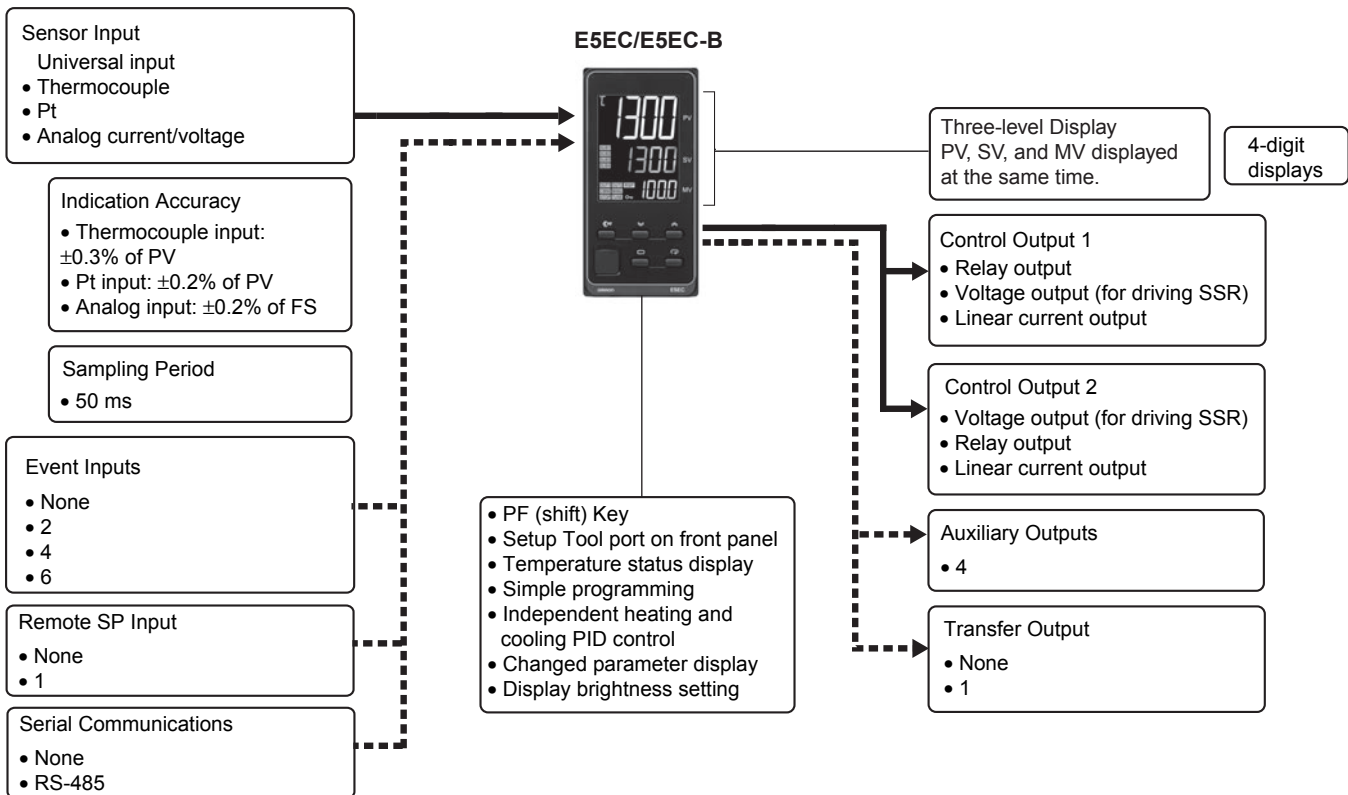 Sensor Input
Universal input
• Thermocouple
• Pt
• Analog current/voltage
Indication Accuracy
• Thermocouple input:
±0.3% of PV
• Pt input: ±0.2% of PV
• Analog input: ±0.2% of FS
Sampling Period
• 50 ms
Event Inputs
• None
• 2
• 4
• 6
Remote SP Input
• None
• 1
Serial Communications
• None
• RS-485
E5EC/E5EC-B
1300 PV
1300 SV
100.0 MV
E5EC
• PF (shift) Key
• Setup Tool port on front panel
• Temperature status display
• Simple programming
• Independent heating and
cooling PID control
• Changed parameter display
• Display brightness setting
Three-level Display
PV, SV, and MV displayed
at the same time.
4-digit
displays
Control Output 1
• Relay output
• Voltage output (for driving SSR)
• Linear current output
Control Output 2
• Voltage output (for driving SSR)
• Relay output
• Linear current output
Auxiliary Outputs
• 4
Transfer Output
• None
• 1